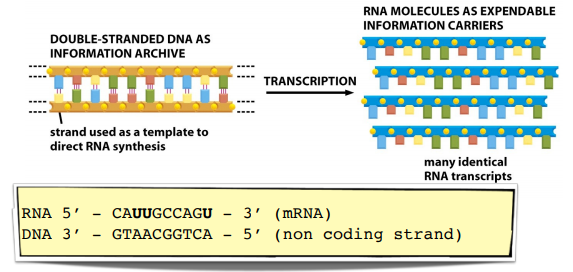 DOUBLE-STRANDED DNA AS
INFORMATION ARCHIVE
strand used as a template to
direct RNA synthesis
TRANSCRIPTION
RNA MOLECULES AS EXPENDABLE
INFORMATION CARRIERS
many identical
RNA transcripts
RNA 5’ – CAUUGCCAGU – 3’ (mRNA)
DNA 3’ – GTAACGGTCA – 5’ (non coding strand)